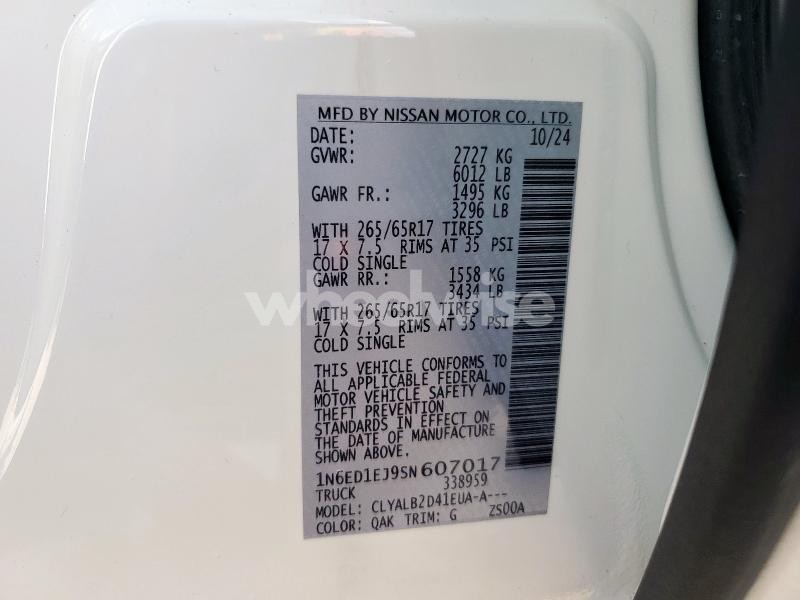 MFD BY NISSAN MOTOR CO., LTD.
DATE: 10/24
GVWR: 2727 KG
6012 LB
GAWR FR.: 1495 KG
3296 LB
WITH 265/65R17 TIRES
17 X 7.5 RIMS AT 35 PSI
COLD SINGLE
GAWR RR.: 1558 KG
3434 LB
WITH 265/65R17 TIRES
17 X 7.5 RIMS AT 35 PSI
COLD SINGLE
THIS VEHICLE CONFORMS TO
ALL APPLICABLE FEDERAL
MOTOR VEHICLE SAFETY AND
THEFT PREVENTION
STANDARDS IN EFFECT ON
THE DATE OF MANUFACTURE
SHOWN ABOVE.
1N6ED1EJ9SN607017
338959
TRUCK
MODEL: CLYALB2D41EUA-A---
COLOR: QAK TRIM: G ZS00A
wheelwise